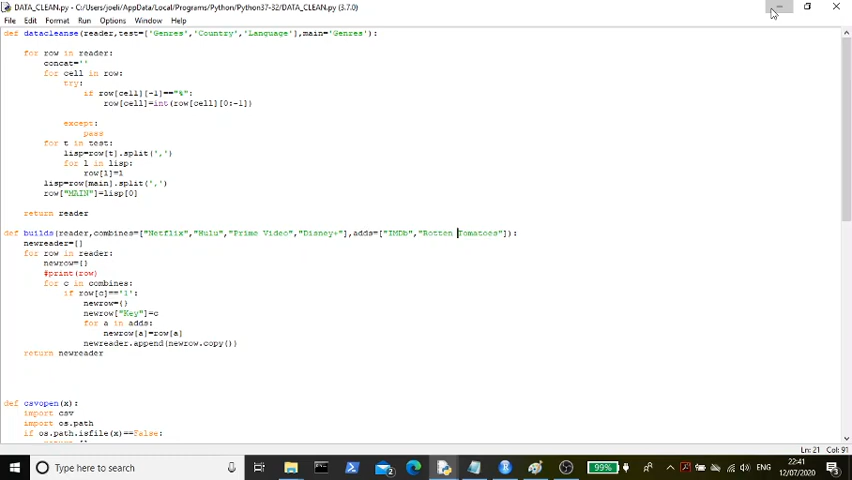 DATA_CLEAN.py - C:/Users/joeli/AppData/Local/Programs/Python/Python37-32/DATA_CLEAN.py (3.7.0)
File Edit Format Run Options Window Help
def datacleanse(reader,test=['Genres','Country','Language'],main='Genres'):
for row in reader:
concat=''
for cell in row:
try:
if row[cell][-1]=="%":
row[cell]=int(row[cell][0:-1])
except:
pass
for t in test:
lisp=row[t].split(',')
for l in lisp:
row[l]=1
lisp=row[main].split(',')
row["MAIN"]=lisp[0]
return reader
def builds(reader,combines=["Netflix","Hulu","Prime Video","Disney+"],adds=["IMDb","Rotten Tomatoes"]):
newreader=[]
for row in reader:
newrow={}
#print(row)
for c in combines:
if row[c]=='1':
newrow={}
newrow["Key"]=c
for a in adds:
newrow[a]=row[a]
newreader.append(newrow.copy())
return newreader
def csvopen(x):
import csv
import os.path
if os.path.isfile(x)==False:
Ln: 21 Col: 91
Type here to search
2
99%
ENG
22:41
12/07/2020
3